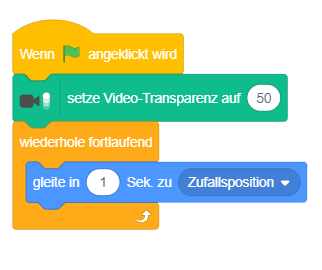 Wenn angeklickt wird
setze Video-Transparenz auf 50
wiederhole fortlaufend
gleite in 1 Sek. zu Zufallsposition